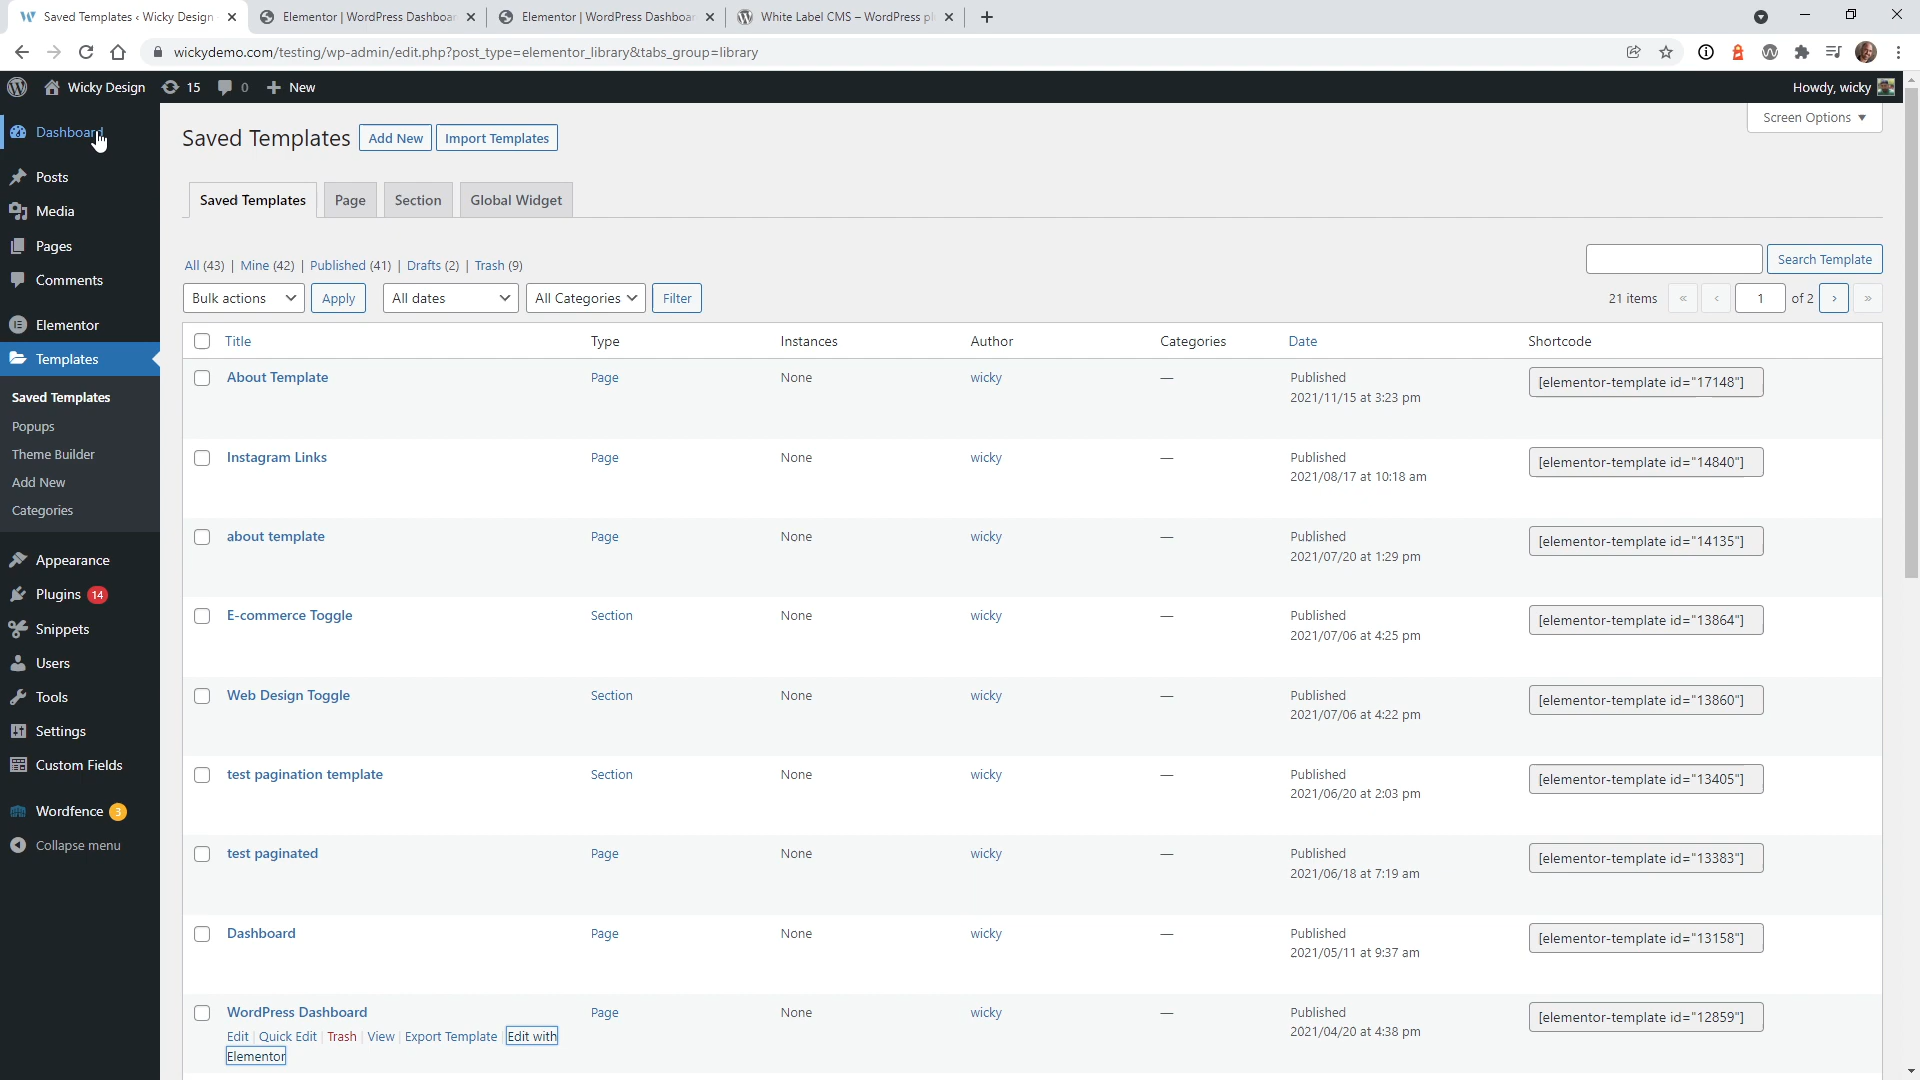 Saved Templates ‹ Wicky Design
Elementor | WordPress Dashboar
Elementor | WordPress Dashboar
White Label CMS – WordPress pl
wickydemo.com/testing/wp-admin/edit.php?post_type=elementor_library&tabs_group=library
Wicky Design 15 0 New
Howdy, wicky
Dashboard
Posts
Media
Pages
Comments
Elementor
Templates
Saved Templates
Popups
Theme Builder
Add New
Categories
Appearance
Plugins 14
Snippets
Users
Tools
Settings
Custom Fields
Wordfence 3
Collapse menu
Screen Options
Saved Templates Add New Import Templates
Saved Templates Page Section Global Widget
All (43) | Mine (42) | Published (41) | Drafts (2) | Trash (9)
Search Template
Bulk actions Apply All dates All Categories Filter
21 items « ‹ 1 of 2 › »
Title Type Instances Author Categories Date Shortcode
About Template Page None wicky — Published [elementor-template id="17148"]
2021/11/15 at 3:23 pm
Instagram Links Page None wicky — Published [elementor-template id="14840"]
2021/08/17 at 10:18 am
about template Page None wicky — Published [elementor-template id="14135"]
2021/07/20 at 1:29 pm
E-commerce Toggle Section None wicky — Published [elementor-template id="13864"]
2021/07/06 at 4:25 pm
Web Design Toggle Section None wicky — Published [elementor-template id="13860"]
2021/07/06 at 4:22 pm
test pagination template Section None wicky — Published [elementor-template id="13405"]
2021/06/20 at 2:03 pm
test paginated Page None wicky — Published [elementor-template id="13383"]
2021/06/18 at 7:19 am
Dashboard Page None wicky — Published [elementor-template id="13158"]
2021/05/11 at 9:37 am
WordPress Dashboard Page None wicky — Published [elementor-template id="12859"]
2021/04/20 at 4:38 pm
Edit | Quick Edit | Trash | View | Export Template | Edit with
Elementor